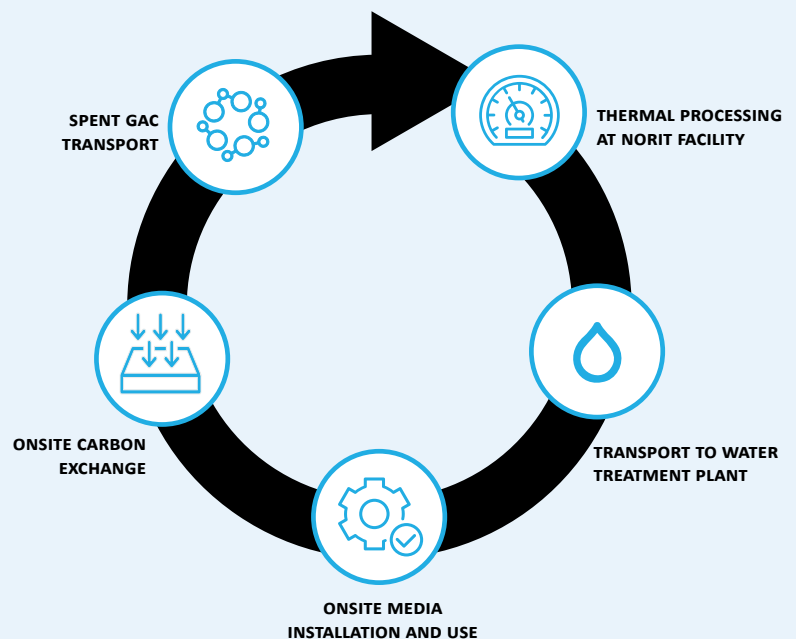 SPENT GAC
TRANSPORT
THERMAL PROCESSING
AT NORIT FACILITY
ONSITE CARBON
EXCHANGE
TRANSPORT TO WATER
TREATMENT PLANT
ONSITE MEDIA
INSTALLATION AND USE